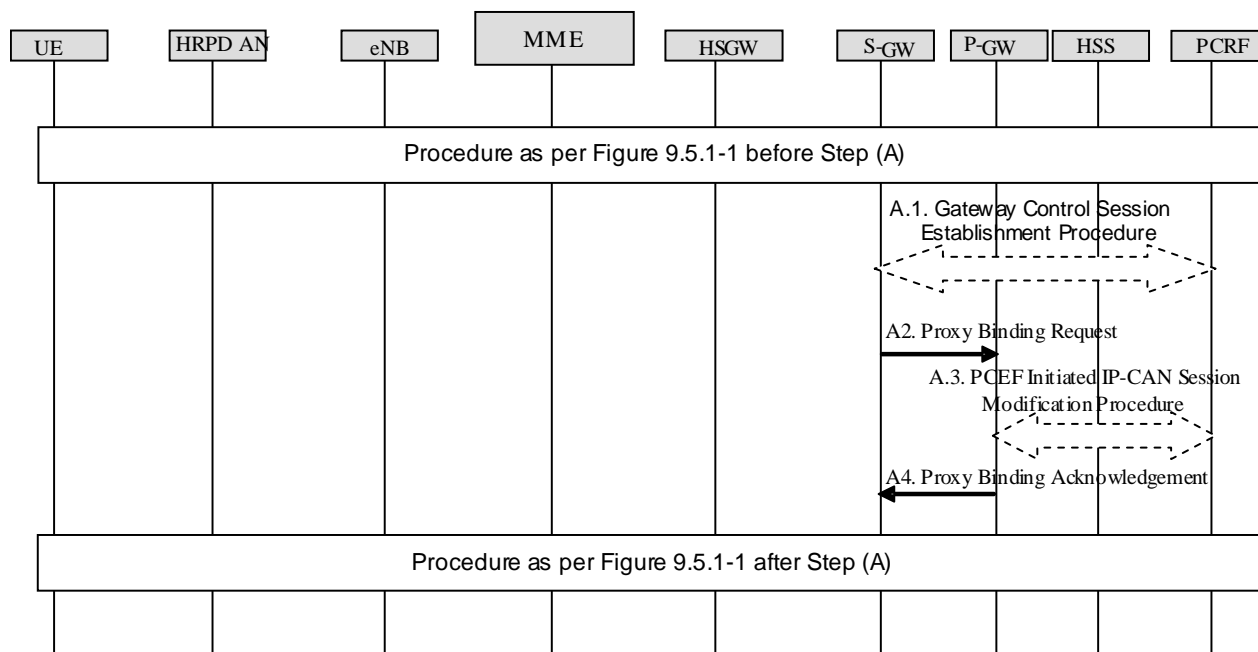 UE
HRPD AN
eNB
MME
HSGW
S-GW
P-GW
HSS
PCRF
Procedure as per Figure 9.5.1-1 before Step (A)
A.1. Gateway Control Session
Establishment Procedure
A2. Proxy Binding Request
A.3. PCEF Initiated IP-CAN Session
Modification Procedure
A4. Proxy Binding Acknowledgement
Procedure as per Figure 9.5.1-1 after Step (A)